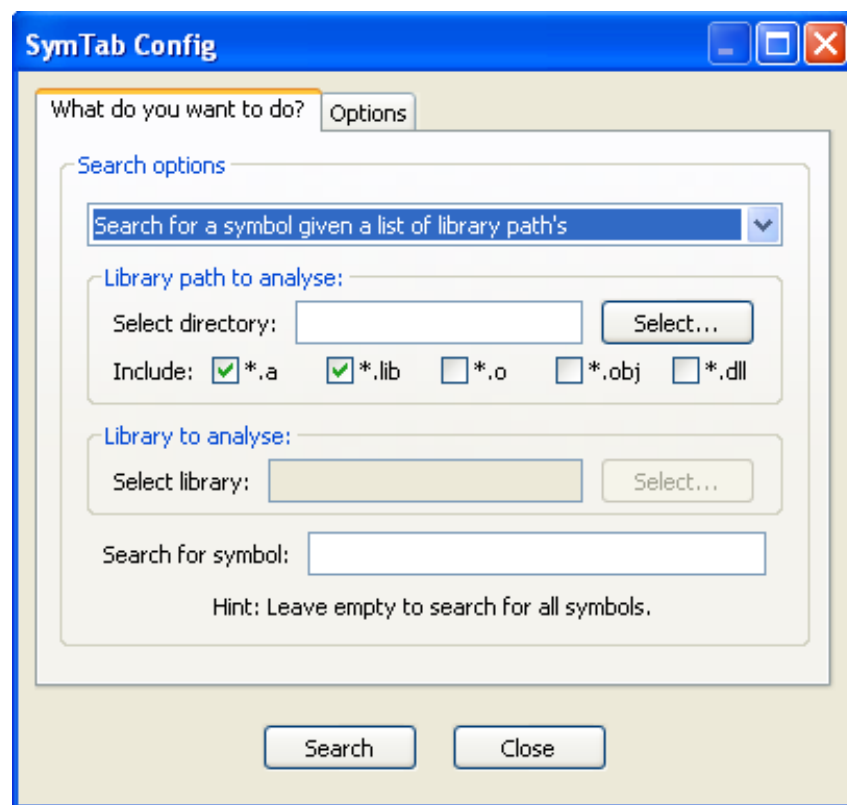 SymTab Config
What do you want to do? Options
Search options
Search for a symbol given a list of library path's
Library path to analyse:
Select directory: Select...
Include: *.a *.lib *.o *.obj *.dll
Library to analyse:
Select library: Select...
Search for symbol:
Hint: Leave empty to search for all symbols.
Search Close